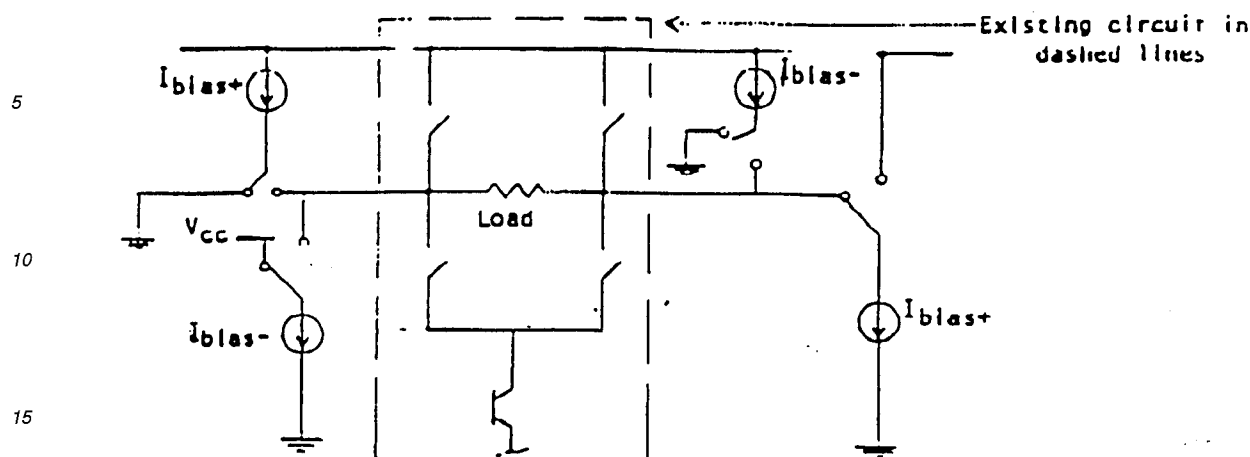 Existing circuit in
dashed lines
Ibias+
Ibias-
5
Load
Vcc
10
Ibias-
Ibias+
15